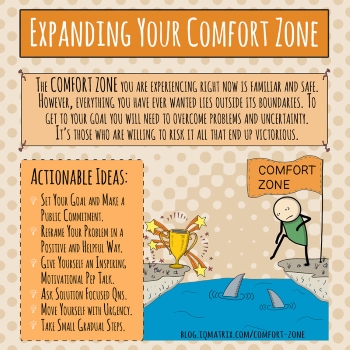 Expanding Your Comfort Zone
The COMFORT ZONE you are experiencing right now is familiar and safe.
However, everything you have ever wanted lies outside its boundaries. To
get to your goal you will need to overcome problems and uncertainty.
It's those who are willing to risk it all that end up victorious.
Actionable Ideas:
Set Your Goal and Make a
Public Commitment.
Reframe Your Problem in a
Positive and Helpful Way.
Give Yourself an Inspiring
Motivational Pep Talk.
Ask Solution Focused Qns.
Move Yourself with Urgency.
Take Small Gradual Steps.
COMFORT
ZONE
blog.iqmatrix.com/comfort-zone